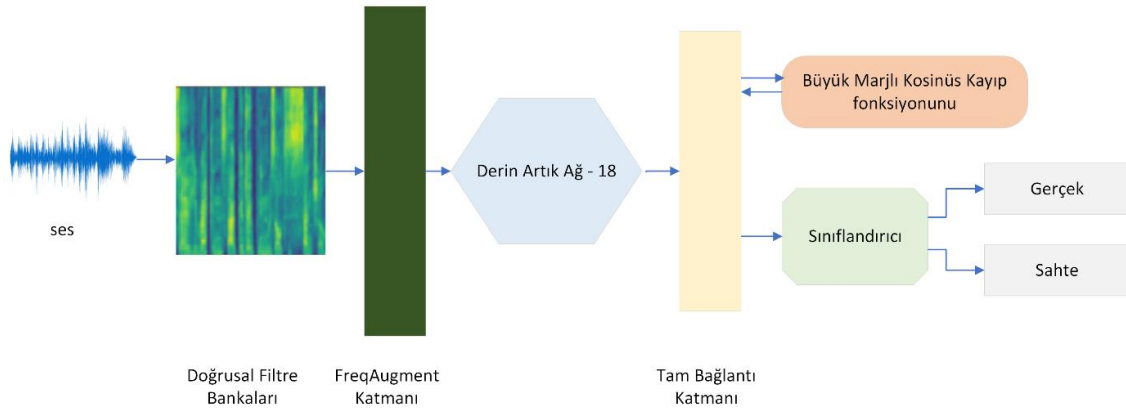 ses
Doğrusal Filtre
Bankaları
FreqAugment
Katmanı
Derin Artık Ağ - 18
Tam Bağlantı
Katmanı
Büyük Marjlı Kosinüs Kayıp
fonksiyonunu
Sınıflandırıcı
Gerçek
Sahte